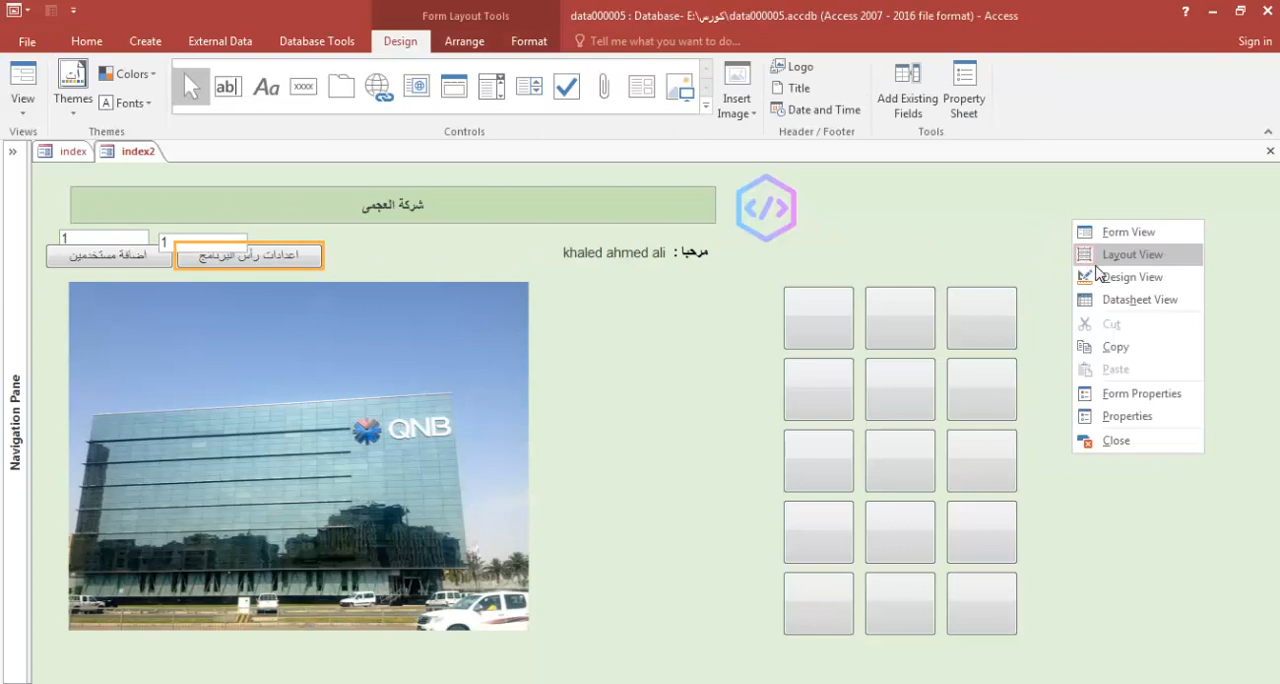 Form Layout Tools
data000005 : Database- E:\كورس\data000005.accdb (Access 2007 - 2016 file format) - Access
?
File
Home
Create
External Data
Database Tools
Design
Arrange
Format
Tell me what you want to do...
Sign in
View
Themes
Colors
Fonts
ab|
Aa
xxxx
Insert
Image
Logo
Title
Date and Time
Add Existing
Fields
Property
Sheet
Views
Themes
Controls
Header / Footer
Tools
index
index2
شركة العجمى
1
1
اضافة مستخدمين
اعدادات رأس البرنامج
مرحبا : khaled ahmed ali
QNB
Form View
Layout View
Design View
Datasheet View
Cut
Copy
Paste
Form Properties
Properties
Close
Navigation Pane